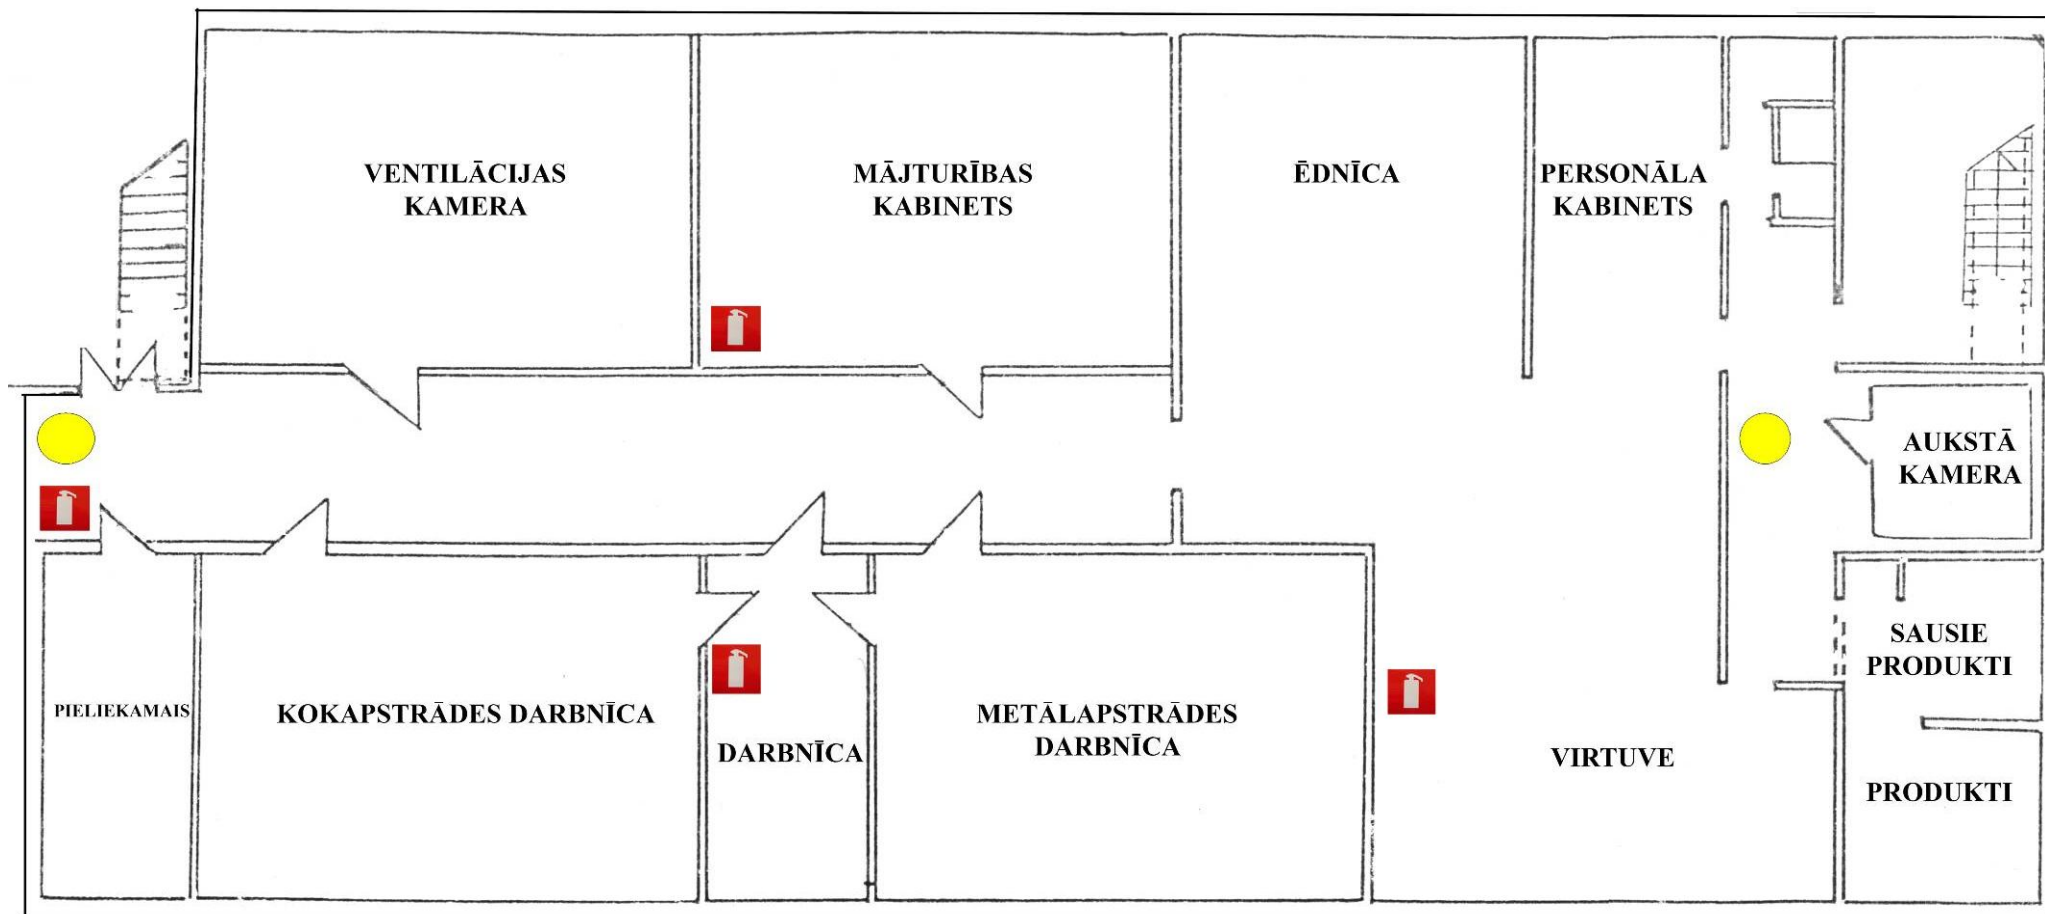 VENTILĀCIJAS
KAMERA
MĀJTURĪBAS
KABINETS
ĒDNĪCA
PERSONĀLA
KABINETS
AUKSTĀ
KAMERA
SAUSIE
PRODUKTI
PIELIEKAMAIS
KOKAPSTRĀDES DARBNĪCA
DARBNĪCA
METĀLAPSTRĀDES
DARBNĪCA
VIRTUVE
PRODUKTI